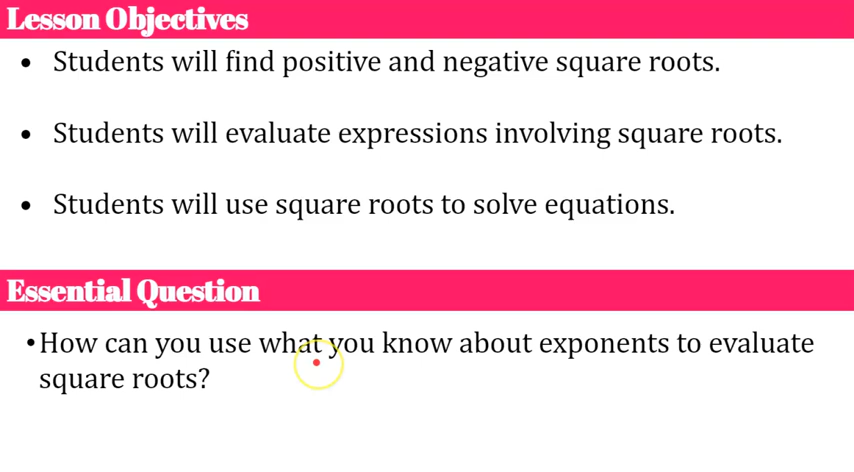 Lesson Objectives
• Students will find positive and negative square roots.
• Students will evaluate expressions involving square roots.
• Students will use square roots to solve equations.
Essential Question
•How can you use what you know about exponents to evaluate
square roots?